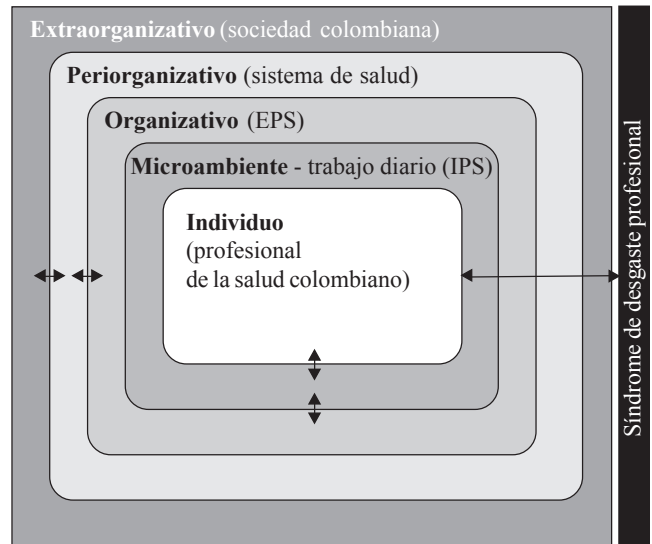 Extraorganizativo (sociedad colombiana)
Periorganizativo (sistema de salud)
Organizativo (EPS)
Microambiente - trabajo diario (IPS)
Individuo
(profesional
de la salud colombiano)
Síndrome de desgaste profesional